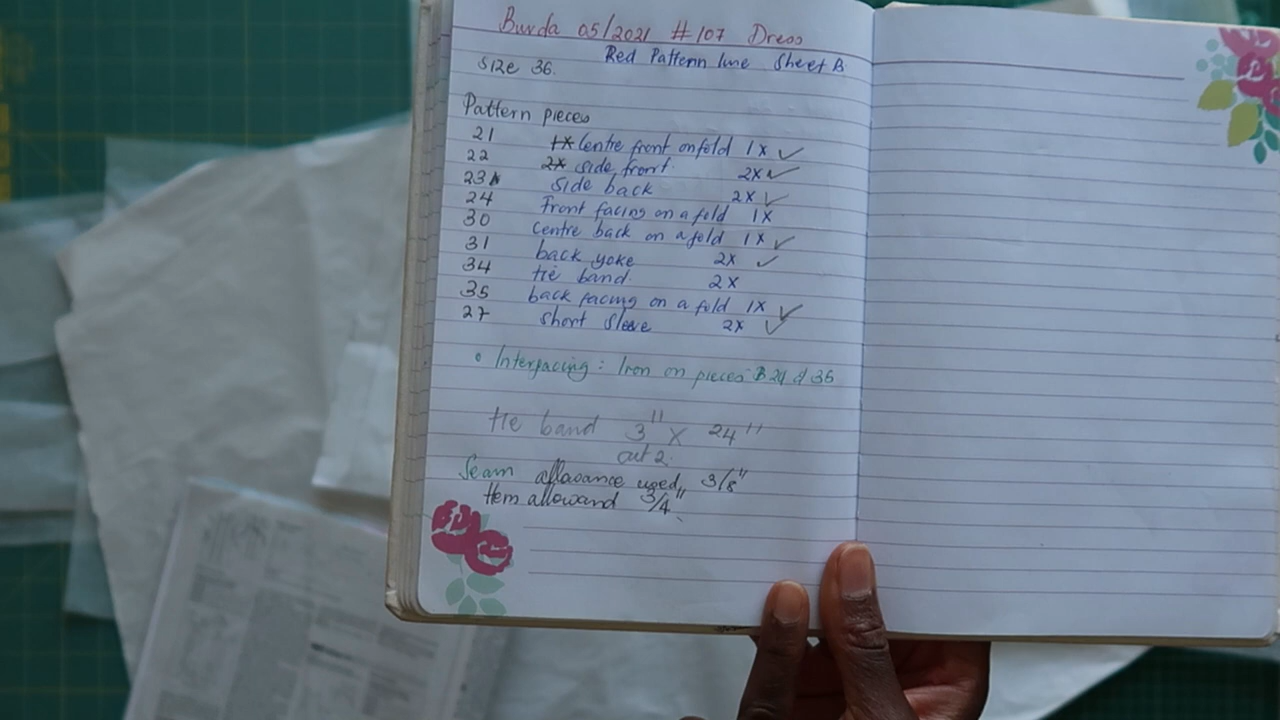 Burda 05/2021 #107 Dress
Red Pattern line Sheet B
size 36.
Pattern pieces
21 1x Centre front on fold 1x ✓
22 2x side front 2x ✓
23 side back 2x ✓
24 Front facing on a fold 1x
30 Centre back on a fold 1x ✓
31 back yoke 2x ✓
34 tie band 2x
35 back facing on a fold 1x ✓
27 short sleve 2x ✓
• Interfacing : Iron on pieces B 24 & 35
tie band 3" x 24"
cut 2.
Seam allowance used, 3/8"
Hem allowand 3/4"